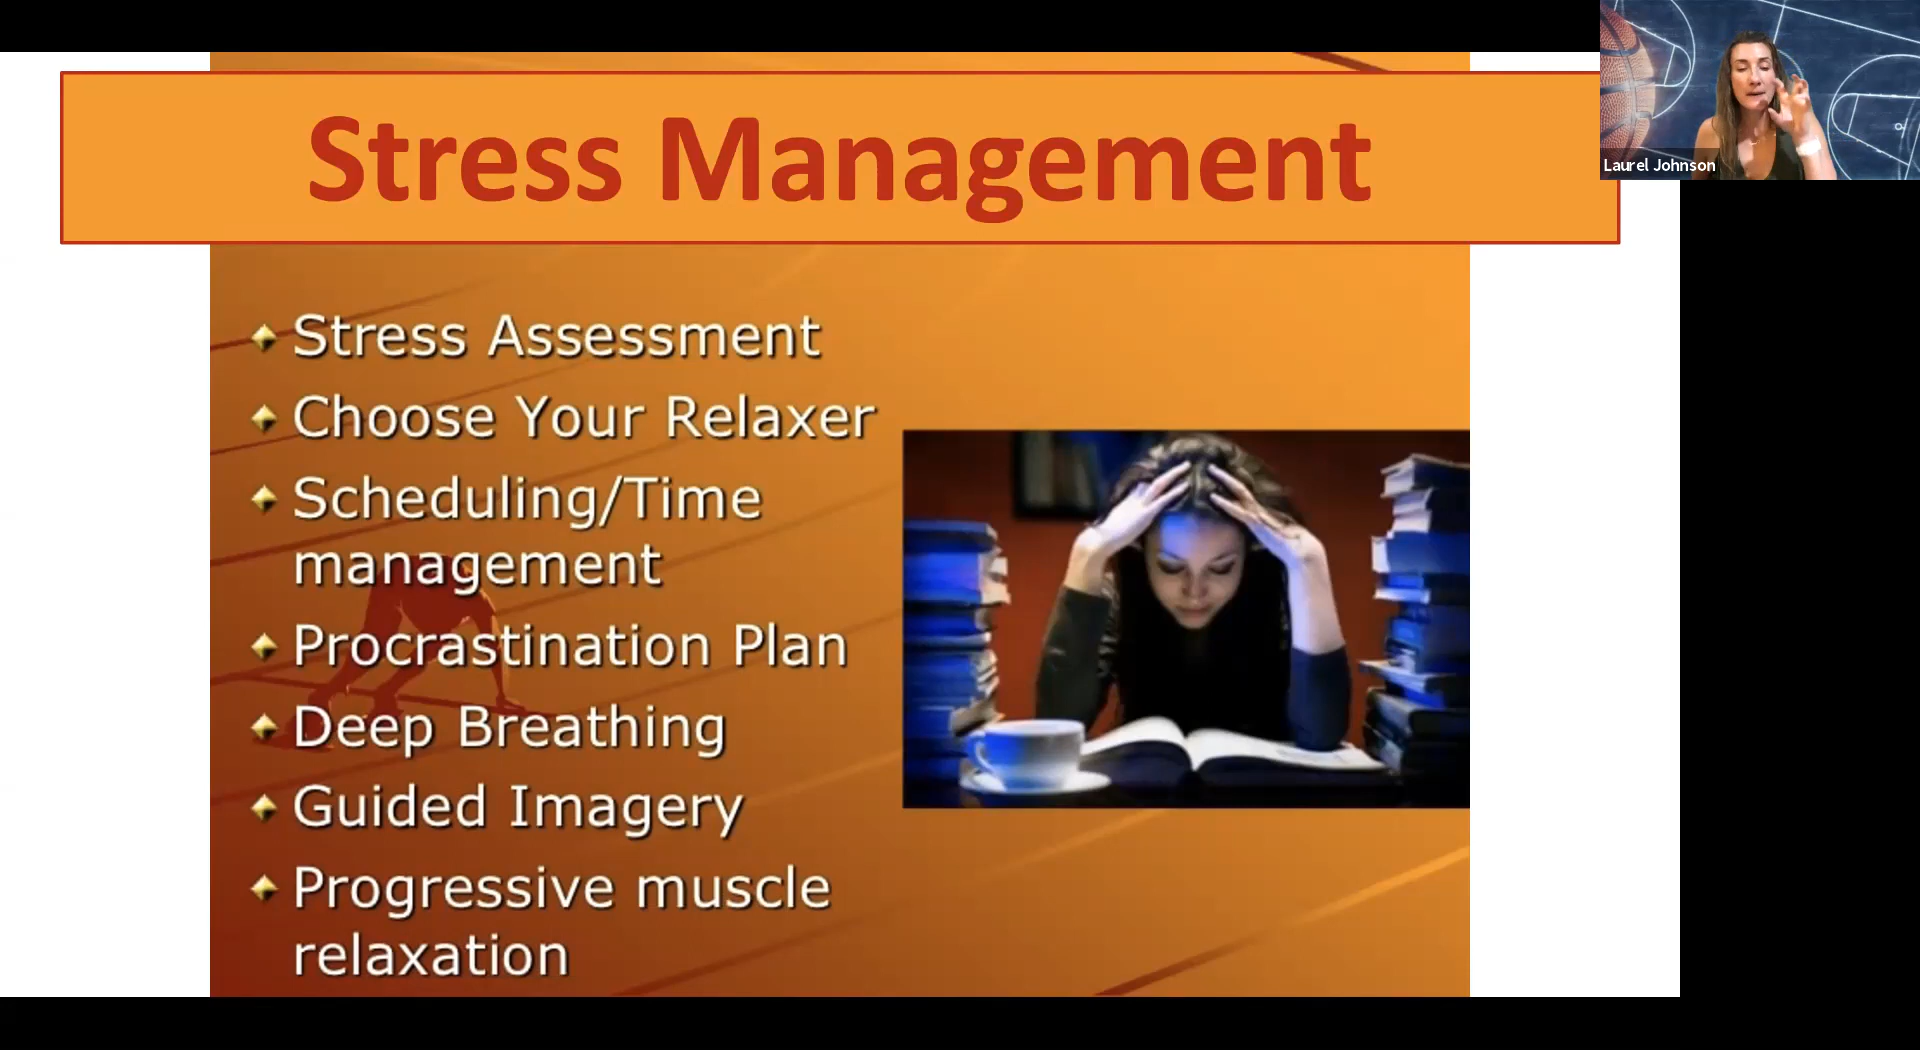 Stress Management
Laurel Johnson
Stress Assessment
Choose Your Relaxer
Scheduling/Time
management
Procrastination Plan
Deep Breathing
Guided Imagery
Progressive muscle
relaxation